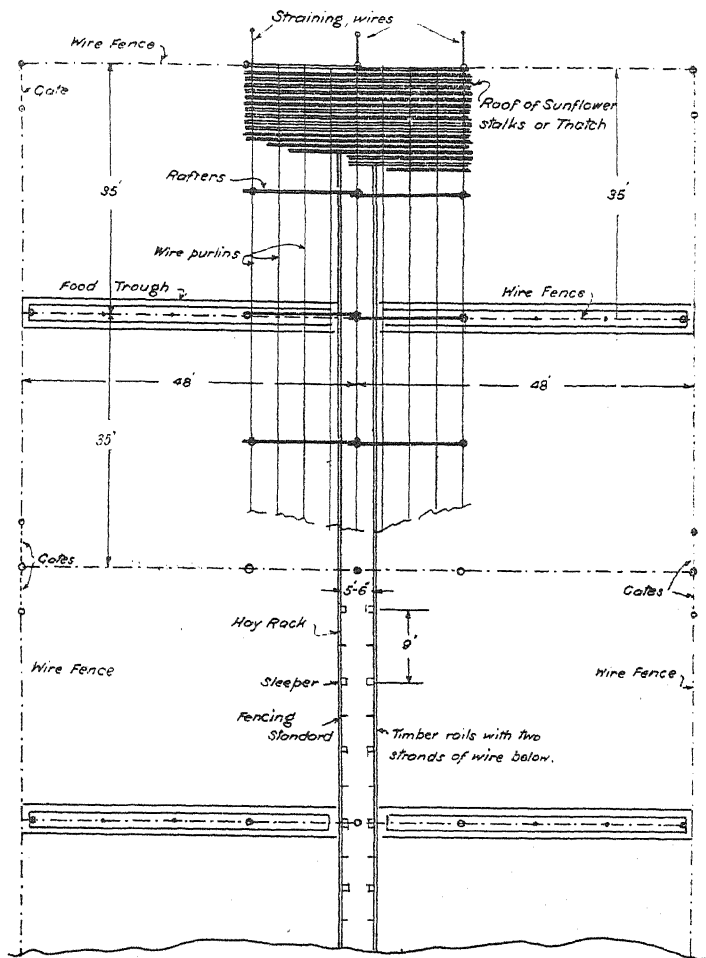 Straining, wires
Wire Fence
Gate
Roof of Sunflower
stalks or Thatch
35'
35'
Rafters
Wire purlins
Food Trough
Wire Fence
48'
48'
35'
Gates
5'-6"
Gates
Hay Rack
9'
Wire Fence
Sleeper
Wire Fence
Fencing
Standard
Timber rails with two
strands of wire below.